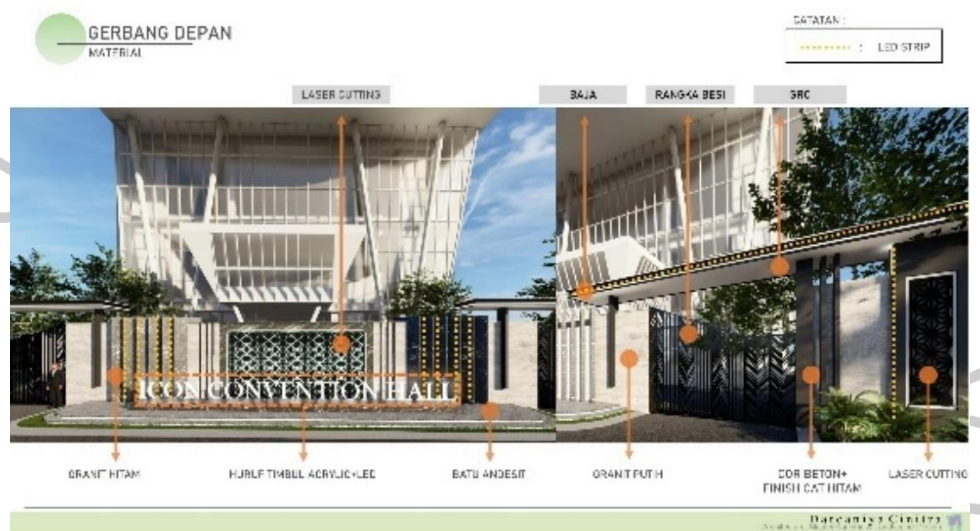 GERBANG DEPAN
MATERIAL
CATATAN :
: LED STRIP
LASER CUTTING
BAJA
RANGKA BESI
GRC
ICON CONVENTION HALL
GRANIT HITAM
HURUF TIMBUL ACRYLIC+LED
BATU ANDESIT
GRANIT PUTIH
COR BETON+
FINISH CAT HITAM
LASER CUTTING